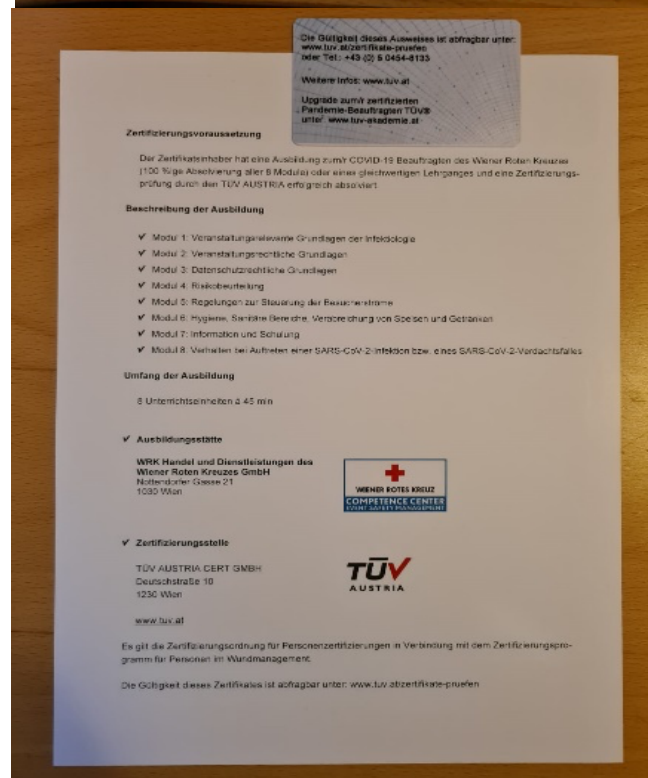 Die Gültigkeit dieses Ausweises ist abfragbar unter:
www.tuv.at/zertifikate-pruefen
oder Tel.: +43 (0) 5 0454-8133
Weitere Infos: www.tuv.at
Upgrade zum/r zertifizierten
Pandemie-Beauftragten TÜV®
unter: www.tuv-akademie.at
Zertifizierungsvoraussetzung
Der Zertifikatsinhaber hat eine Ausbildung zum/r COVID-19 Beauftragten des Wiener Roten Kreuzes
(100 %ige Absolvierung aller 8 Module) oder eines gleichwertigen Lehrganges und eine Zertifizierungs-
prüfung durch den TÜV AUSTRIA erfolgreich absolviert.
Beschreibung der Ausbildung
✔ Modul 1: Veranstaltungsrelevante Grundlagen der Infektiologie
✔ Modul 2: Veranstaltungsrechtliche Grundlagen
✔ Modul 3: Datenschutzrechtliche Grundlagen
✔ Modul 4: Risikobeurteilung
✔ Modul 5: Regelungen zur Steuerung der Besucherströme
✔ Modul 6: Hygiene, Sanitäre Bereiche, Verabreichung von Speisen und Getränken
✔ Modul 7: Information und Schulung
✔ Modul 8: Verhalten bei Auftreten einer SARS-CoV-2-Infektion bzw. eines SARS-CoV-2-Verdachtsfalles
Umfang der Ausbildung
8 Unterrichtseinheiten à 45 min
✔ Ausbildungsstätte
WRK Handel und Dienstleistungen des
Wiener Roten Kreuzes GmbH
Nottendorfer Gasse 21
1030 Wien
WIENER ROTES KREUZ
COMPETENCE CENTER
EVENT SAFETY MANAGEMENT
✔ Zertifizierungsstelle
TÜV AUSTRIA CERT GMBH
Deutschstraße 10
1230 Wien
TÜV
AUSTRIA
www.tuv.at
Es gilt die Zertifizierungsordnung für Personenzertifizierungen in Verbindung mit dem Zertifizierungspro-
gramm für Personen im Wundmanagement.
Die Gültigkeit dieses Zertifikates ist abfragbar unter: www.tuv.at/zertifikate-pruefen